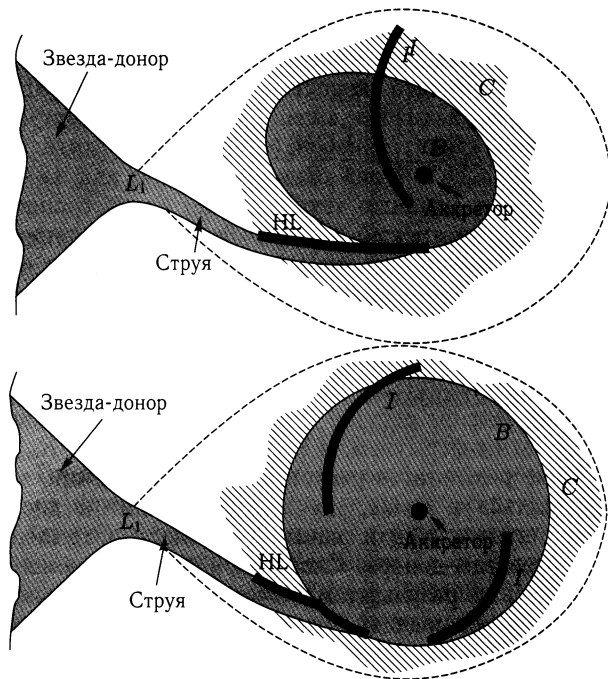 Звезда-донор
I'
C
B
L₁
HL
Аккретор
Струя
Звезда-донор
I
B
C
L₁
Аккретор
HL
I'
Струя